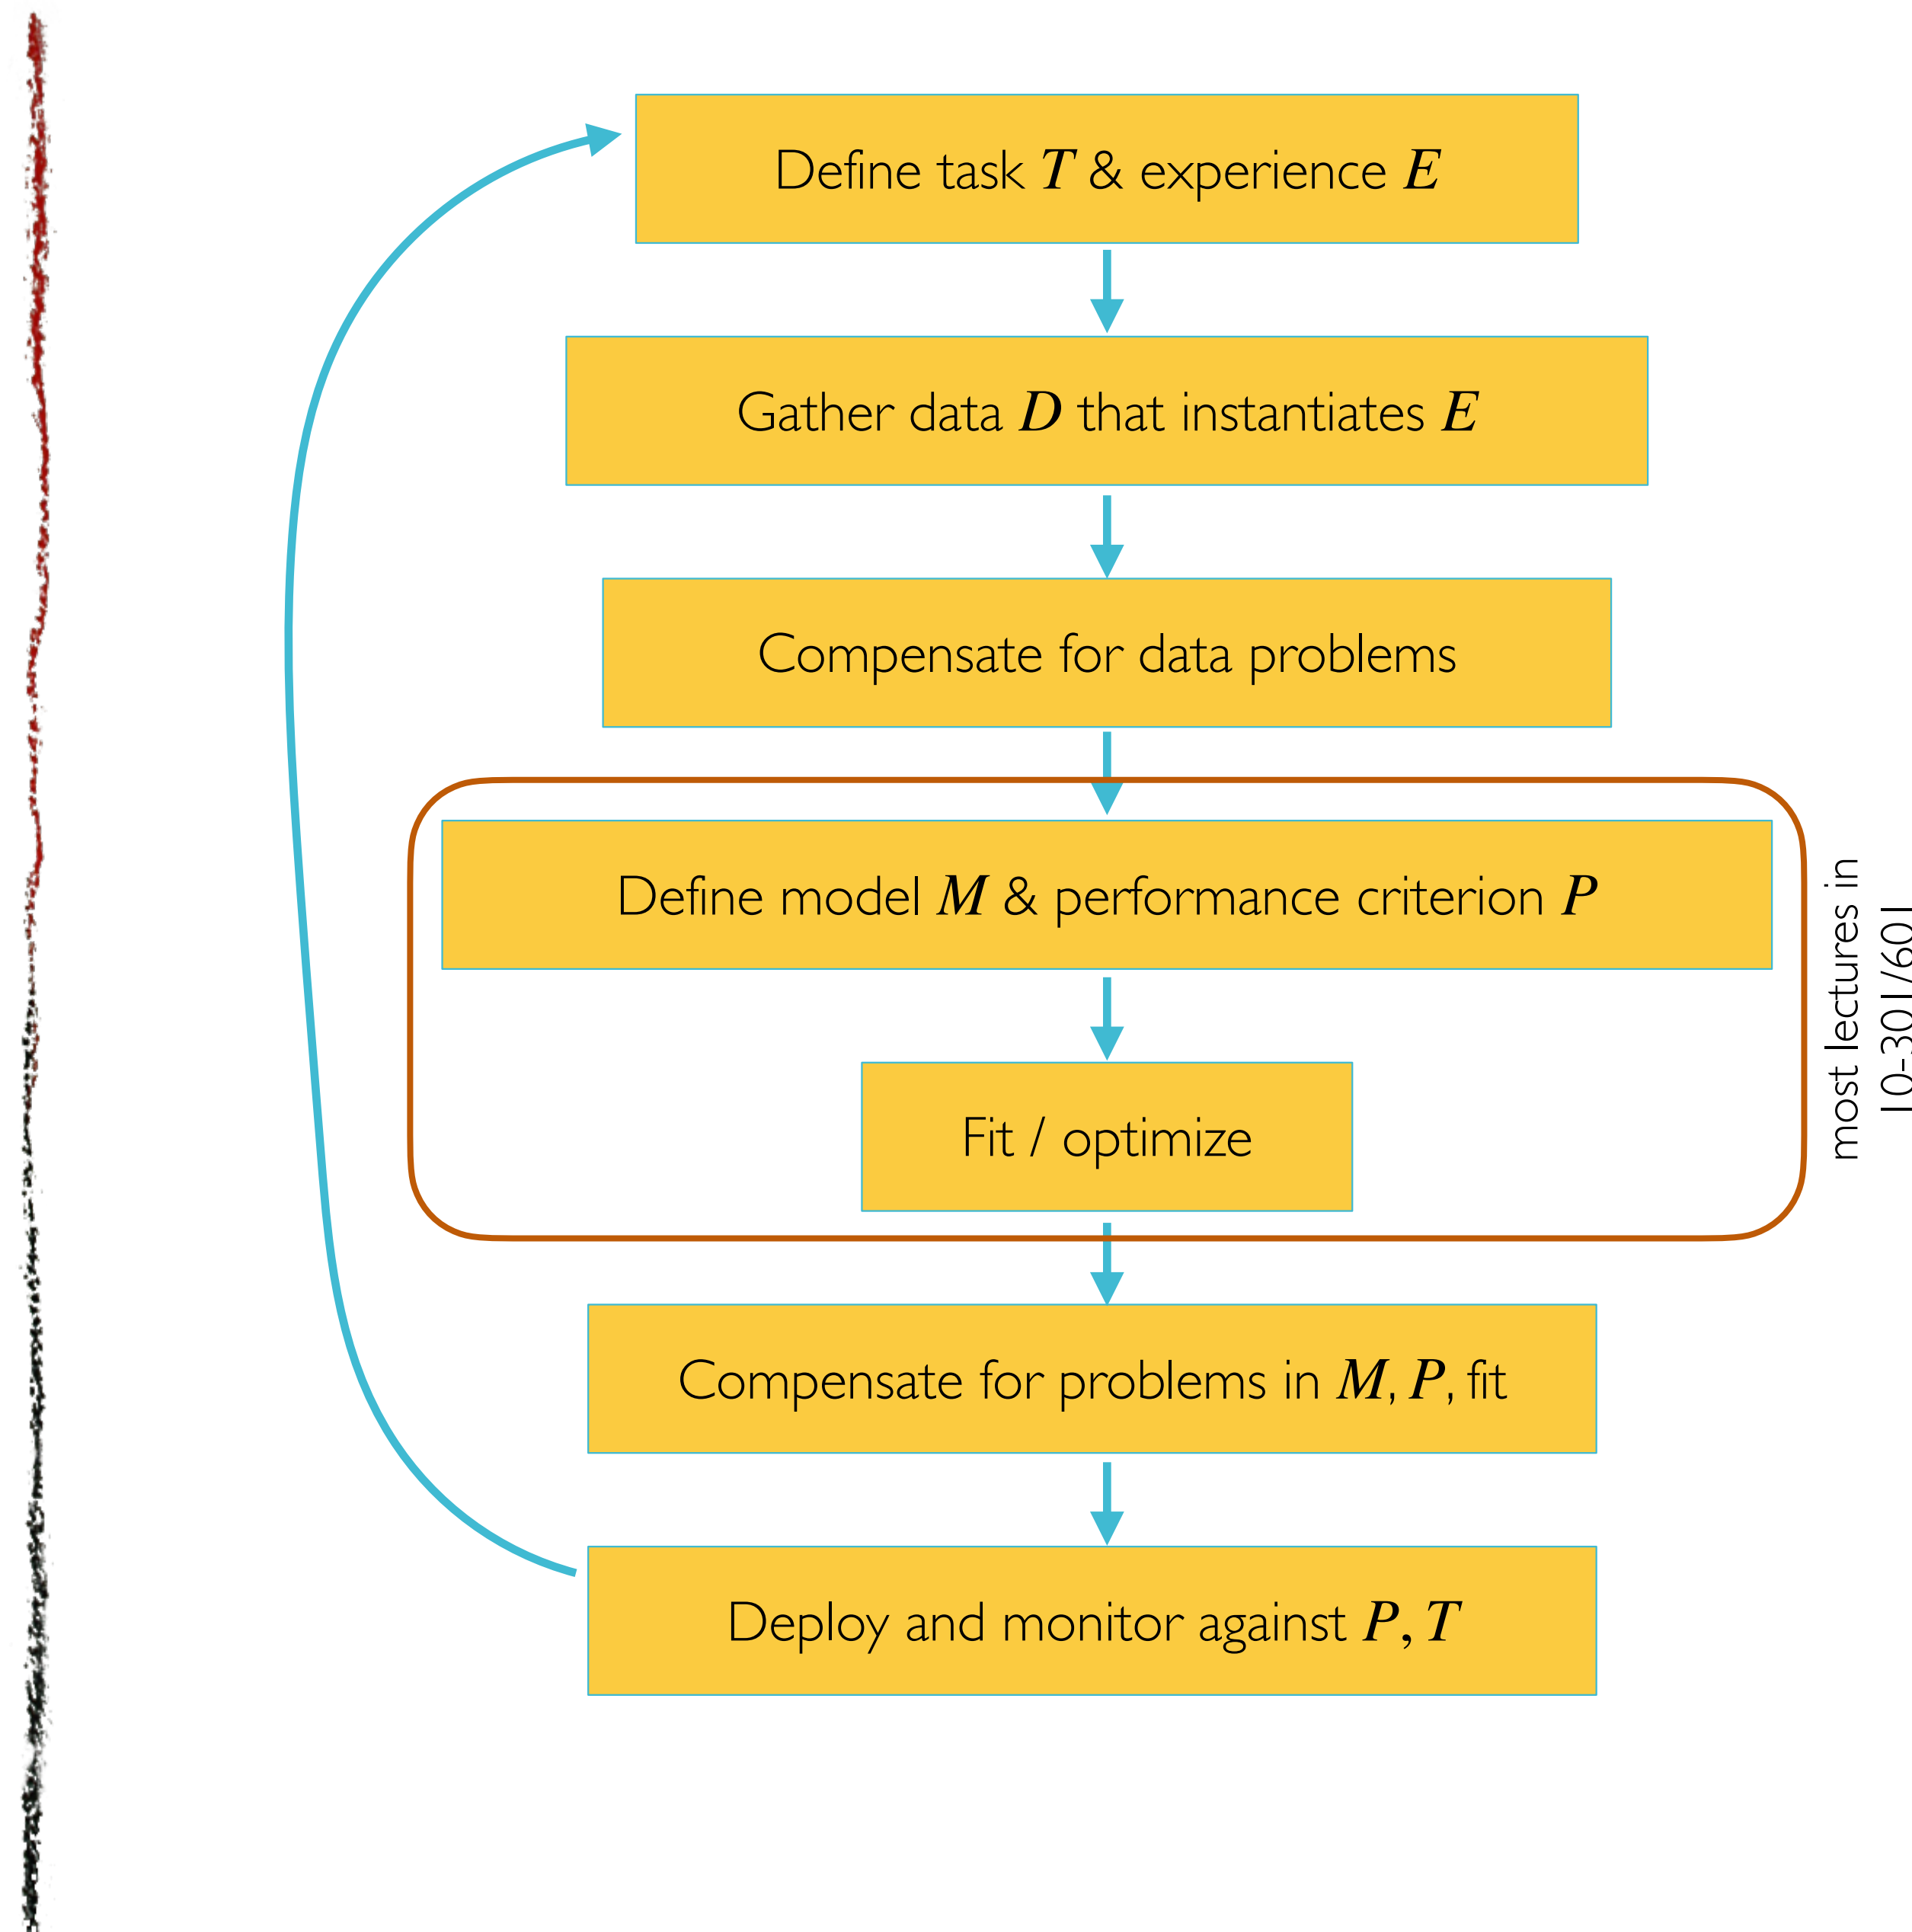 Define task T & experience E
Gather data D that instantiates E
Compensate for data problems
Define model M & performance criterion P
Fit / optimize
most lectures in
10-301/601
Compensate for problems in M, P, fit
Deploy and monitor against P, T